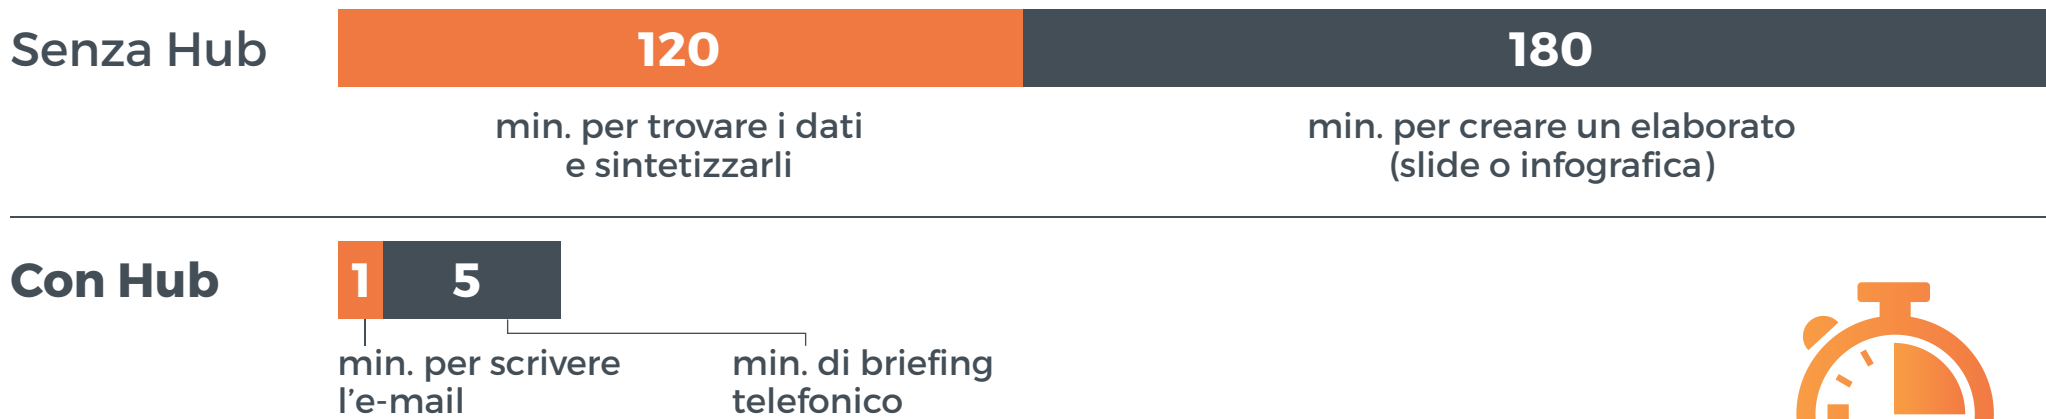 Senza Hub
120
180
min. per trovare i dati
e sintetizzarli
min. per creare un elaborato
(slide o infografica)
Con Hub
1
5
min. per scrivere
l'e-mail
min. di briefing
telefonico